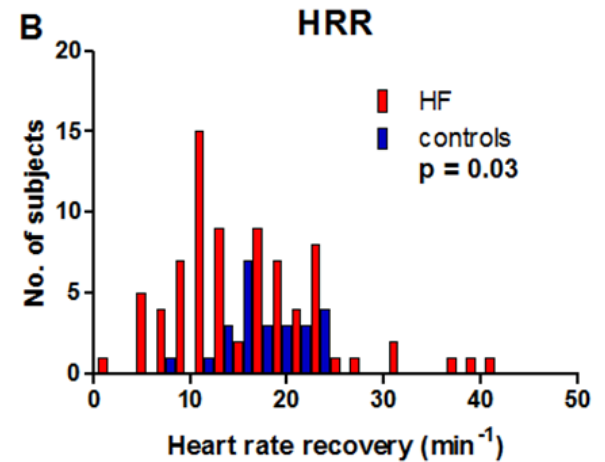 B
HRR
20
15
10
5
0
No. of subjects
HF
controls
p = 0.03
0 10 20 30 40 50
Heart rate recovery (min⁻¹)